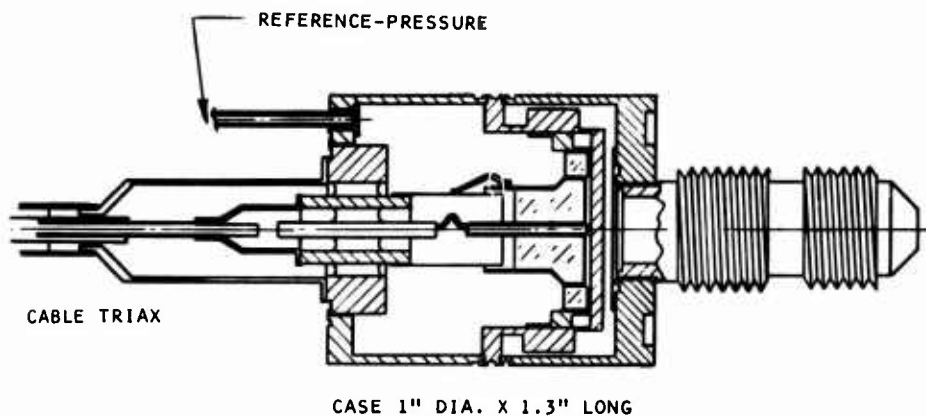 REFERENCE-PRESSURE
CABLE TRIAX
CASE 1" DIA. X 1.3" LONG